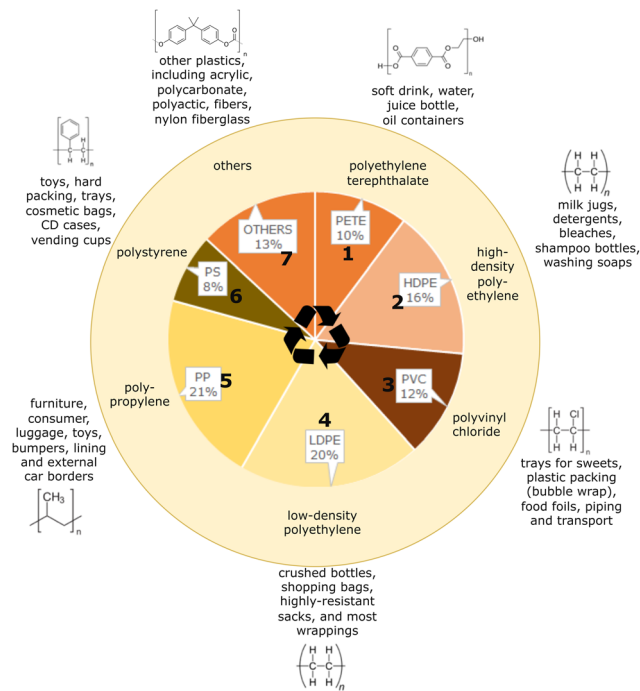 other plastics,
including acrylic,
polycarbonate,
polyactic, fibers,
nylon fiberglass
O
O
O
n
HO
O
O
O
OH
n
soft drink, water,
juice bottle,
oil containers
H
H
H
n
toys, hard
packing, trays,
cosmetic bags,
CD cases,
vending cups
H H
C C
H H
n
milk jugs,
detergents,
bleaches,
shampoo bottles,
washing soaps
others
polyethylene
terephthalate
polystyrene
high-
density
poly-
ethylene
poly-
propylene
polyvinyl
chloride
low-density
polyethylene
PETE
10%
1
HDPE
16%
2
PVC
12%
3
LDPE
20%
4
PP
21%
5
PS
8%
6
OTHERS
13%
7
furniture,
consumer,
luggage, toys,
bumpers, lining
and external
car borders
CH3
n
H Cl
C C
H H
n
trays for sweets,
plastic packing
(bubble wrap),
food foils, piping
and transport
crushed bottles,
shopping bags,
highly-resistant
sacks, and most
wrappings
H H
C C
H H
n